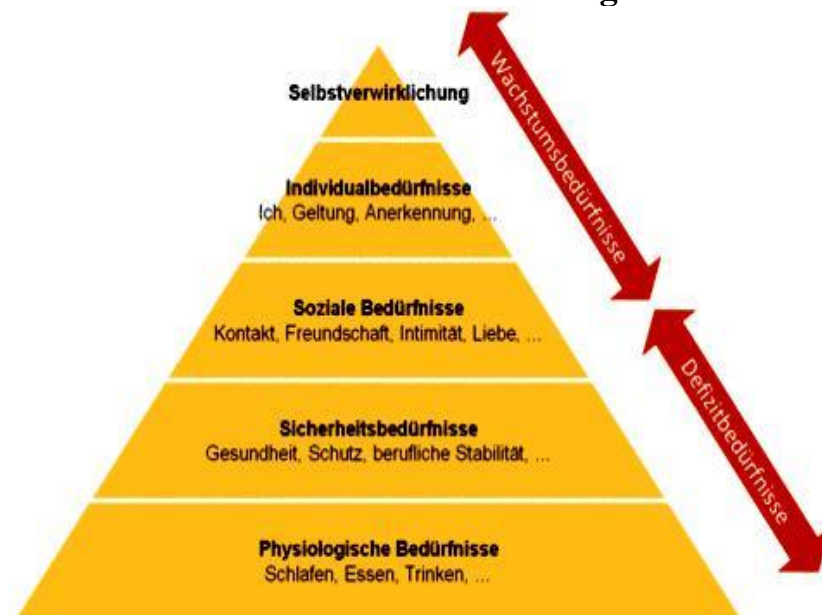 g
Selbstverwirklichung
Individualbedürfnisse
Ich, Geltung, Anerkennung, ...
Soziale Bedürfnisse
Kontakt, Freundschaft, Intimität, Liebe, ...
Sicherheitsbedürfnisse
Gesundheit, Schutz, berufliche Stabilität, ...
Physiologische Bedürfnisse
Schlafen, Essen, Trinken, ...
Wachstumsbedürfnisse
Defizitbedürfnisse